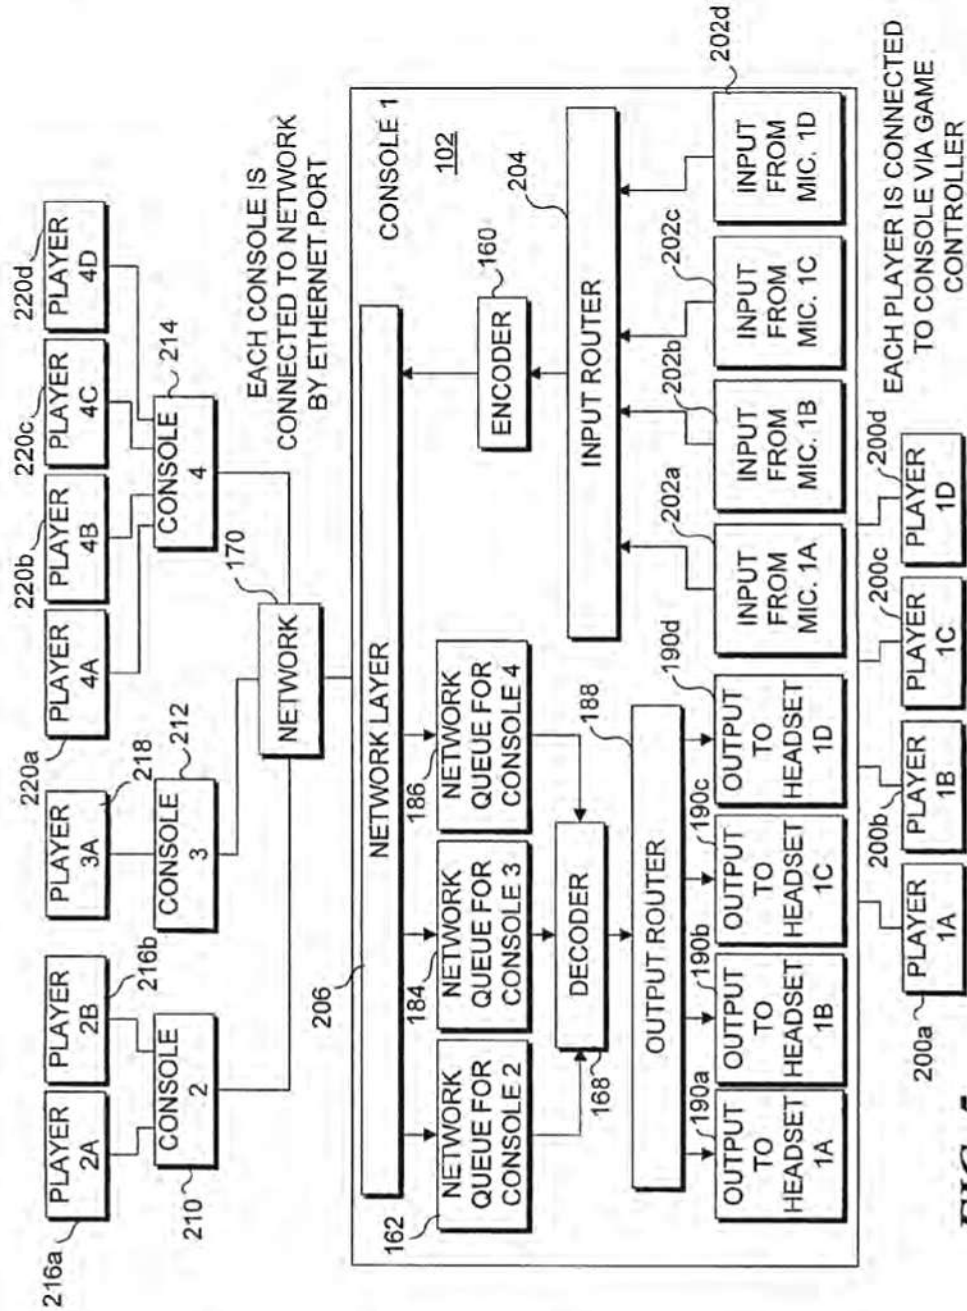 216a
PLAYER
2A
PLAYER
2B
216b
220a
PLAYER
3A
218
PLAYER
4A
220b
PLAYER
4B
220c
PLAYER
4C
220d
PLAYER
4D
210
CONSOLE
2
CONSOLE
3
212
CONSOLE
4
214
170
NETWORK
EACH CONSOLE IS
CONNECTED TO NETWORK
BY ETHERNET PORT
206
NETWORK LAYER
CONSOLE 1
102
162
NETWORK
QUEUE FOR
CONSOLE 2
184
NETWORK
QUEUE FOR
CONSOLE 3
186
NETWORK
QUEUE FOR
CONSOLE 4
ENCODER
160
168
DECODER
INPUT ROUTER
204
OUTPUT ROUTER
188
190a
OUTPUT
TO
HEADSET
1A
190b
OUTPUT
TO
HEADSET
1B
190c
OUTPUT
TO
HEADSET
1C
190d
OUTPUT
TO
HEADSET
1D
202a
INPUT
FROM
MIC. 1A
202b
INPUT
FROM
MIC. 1B
202c
INPUT
FROM
MIC. 1C
202d
INPUT
FROM
MIC. 1D
200a
PLAYER
1A
200b
PLAYER
1B
200c
PLAYER
1C
200d
PLAYER
1D
EACH PLAYER IS CONNECTED
TO CONSOLE VIA GAME
CONTROLLER